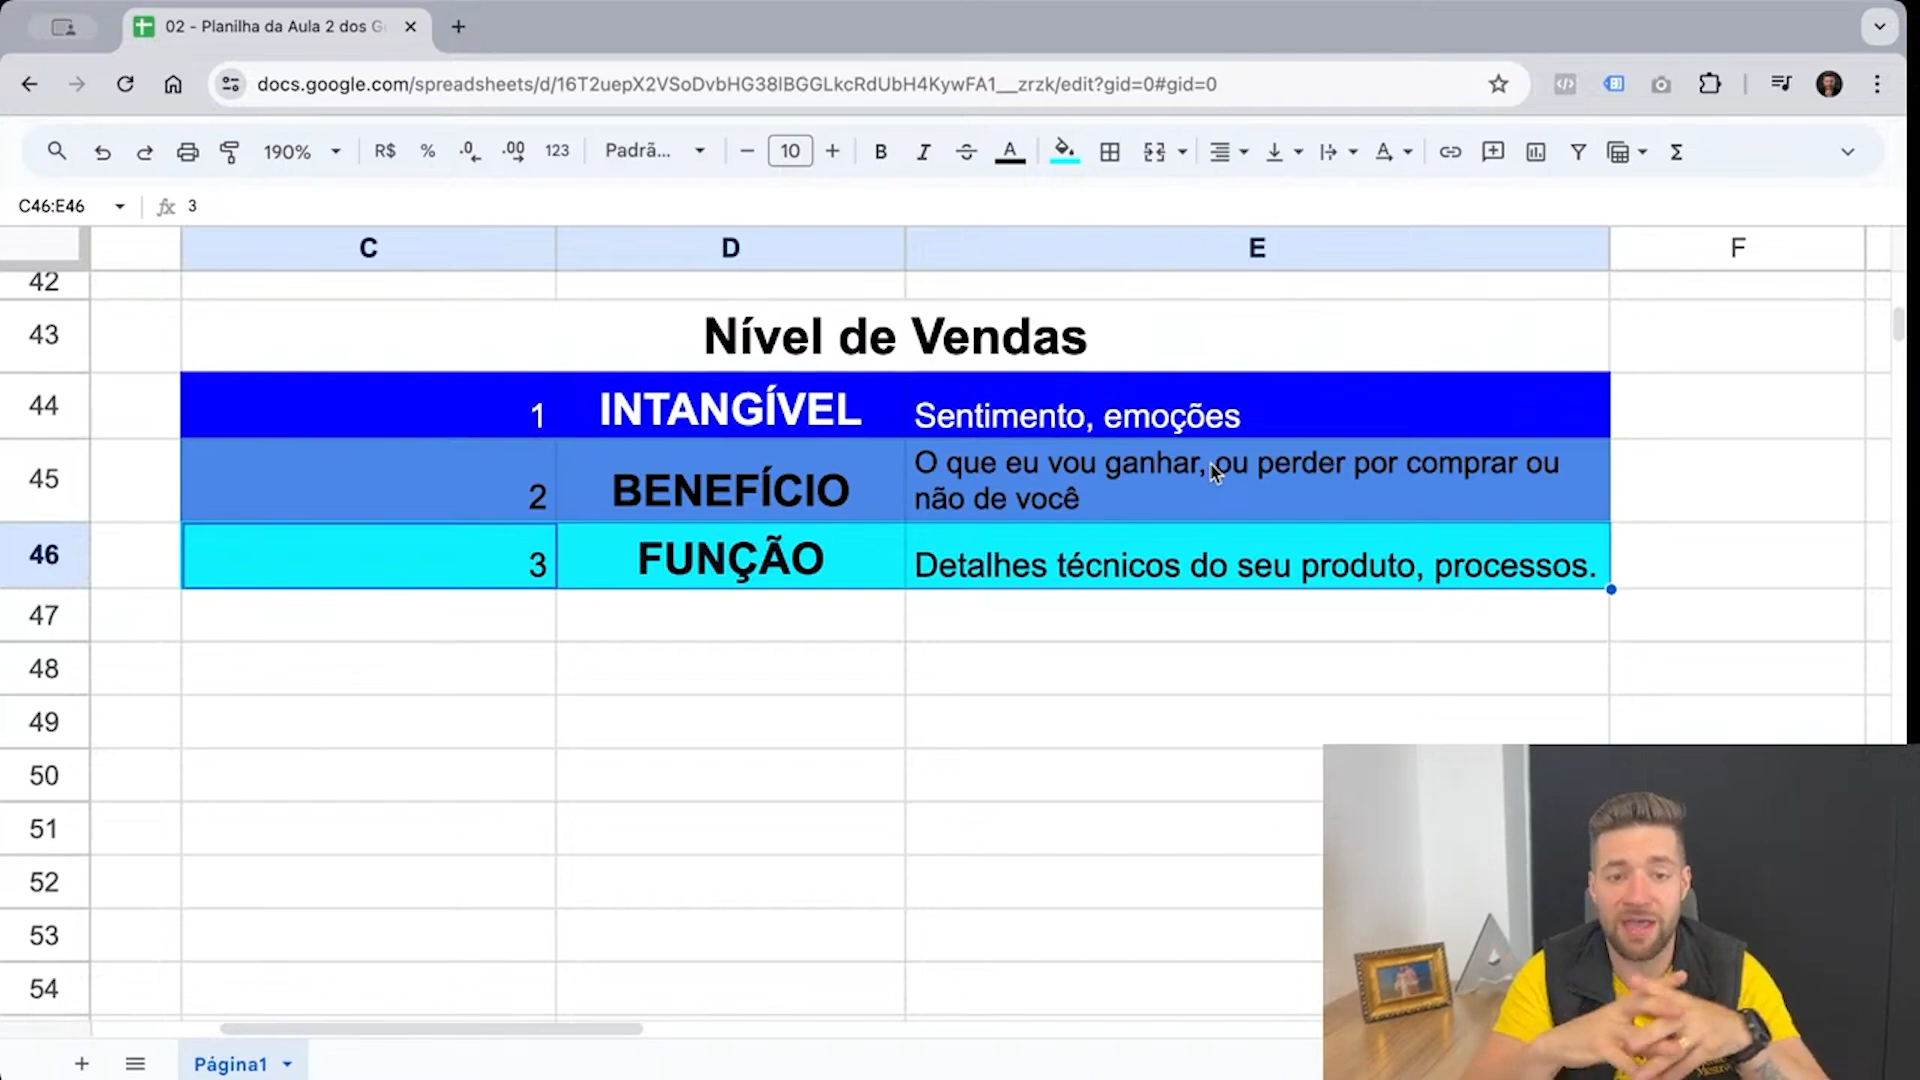 02 - Planilha da Aula 2 dos G
docs.google.com/spreadsheets/d/16T2uepX2VSoDvbHG38lBGGLkcRdUbH4KywFA1__zrzk/edit?gid=0#gid=0
190% R$ % .0 .00 123 Padrã... 10 B I A Σ
C46:E46 fx 3
C D E F
42
43 Nível de Vendas
44 1 INTANGÍVEL Sentimento, emoções
45 2 BENEFÍCIO O que eu vou ganhar, ou perder por comprar ou
não de você
46 3 FUNÇÃO Detalhes técnicos do seu produto, processos.
47
48
49
50
51
52
53
54
Página1